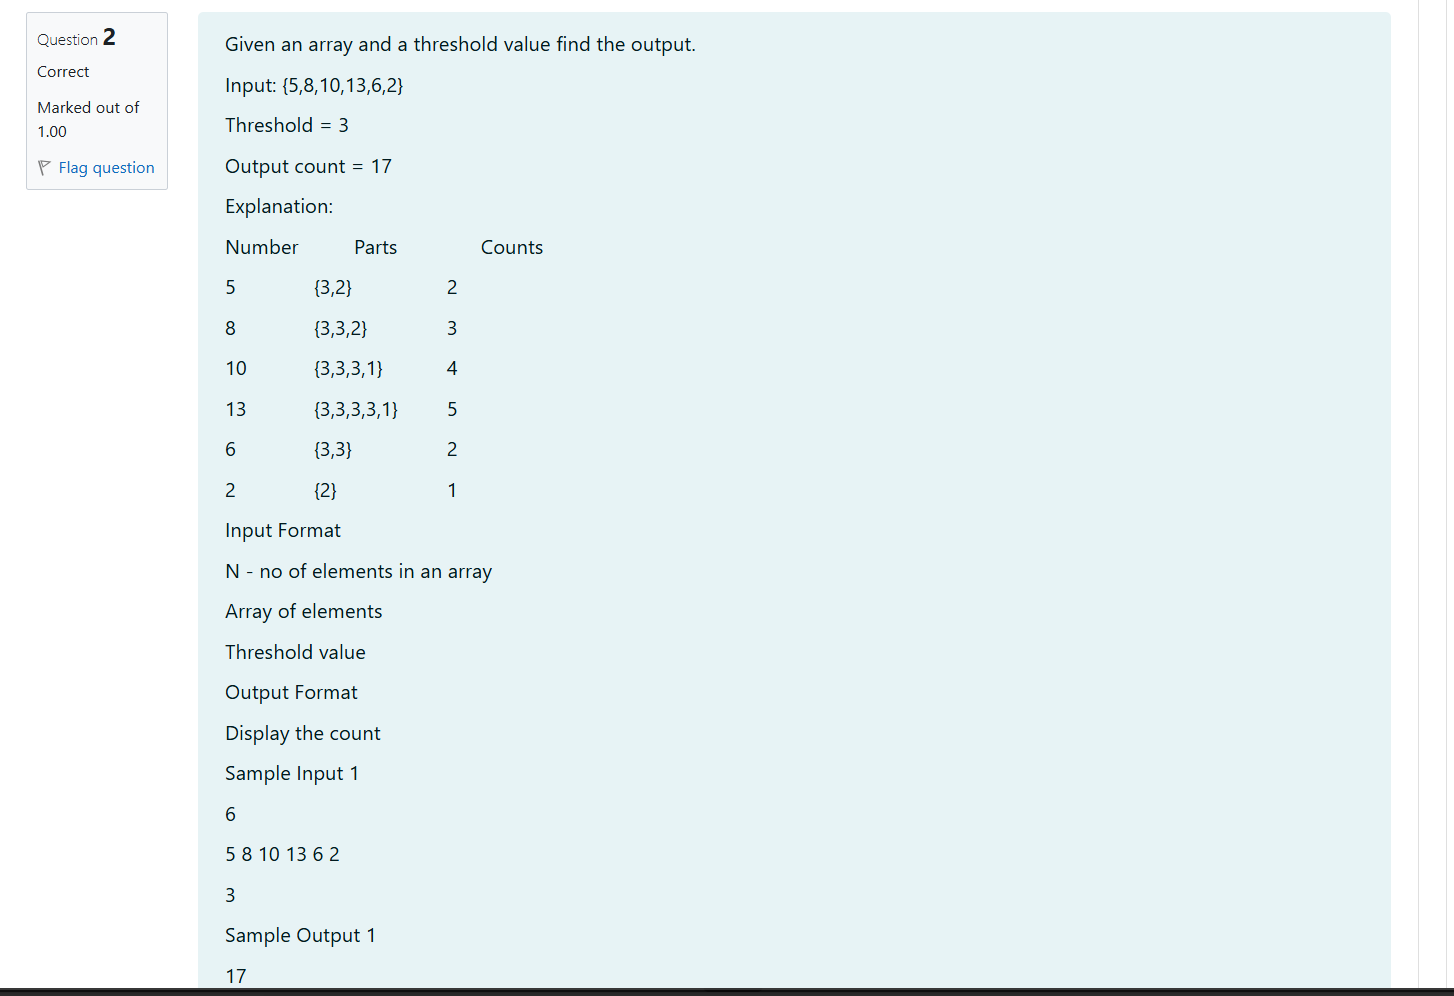 Question 2
Correct
Marked out of
1.00
Flag question
Given an array and a threshold value find the output.
Input: {5,8,10,13,6,2}
Threshold = 3
Output count = 17
Explanation:
Number Parts Counts
5 {3,2} 2
8 {3,3,2} 3
10 {3,3,3,1} 4
13 {3,3,3,3,1} 5
6 {3,3} 2
2 {2} 1
Input Format
N - no of elements in an array
Array of elements
Threshold value
Output Format
Display the count
Sample Input 1
6
5 8 10 13 6 2
3
Sample Output 1
17